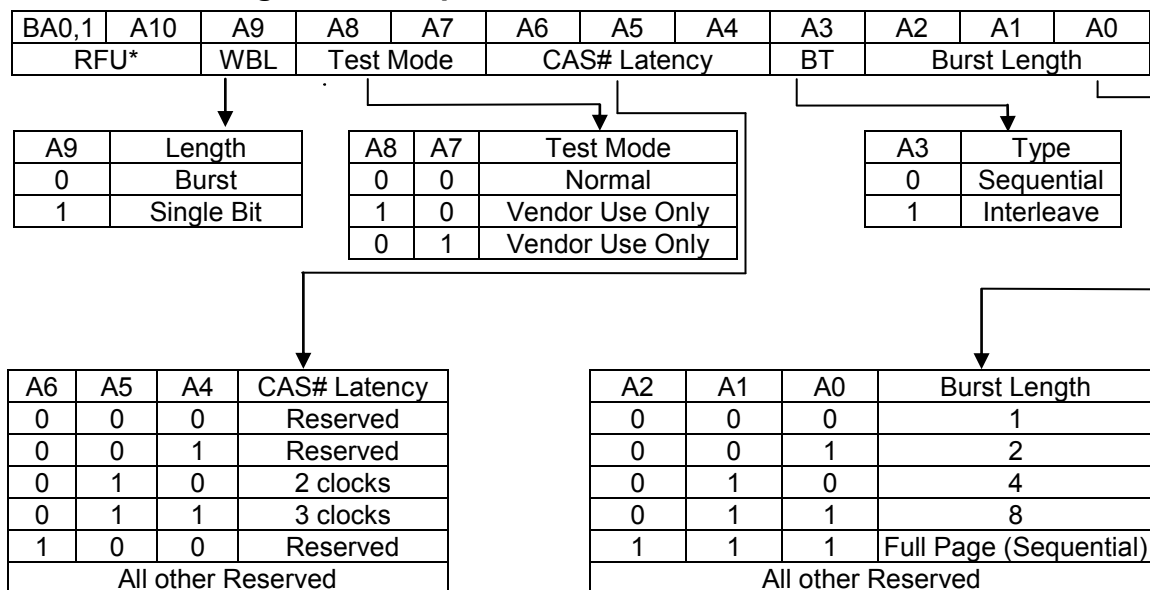 BA0,1 A10 A9 A8 A7 A6 A5 A4 A3 A2 A1 A0
RFU* WBL Test Mode CAS# Latency BT Burst Length
A9 Length
0 Burst
1 Single Bit
A8 A7 Test Mode
0 0 Normal
1 0 Vendor Use Only
0 1 Vendor Use Only
A3 Type
0 Sequential
1 Interleave
A6 A5 A4 CAS# Latency
0 0 0 Reserved
0 0 1 Reserved
0 1 0 2 clocks
0 1 1 3 clocks
1 0 0 Reserved
All other Reserved
A2 A1 A0 Burst Length
0 0 0 1
0 0 1 2
0 1 0 4
0 1 1 8
1 1 1 Full Page (Sequential)
All other Reserved